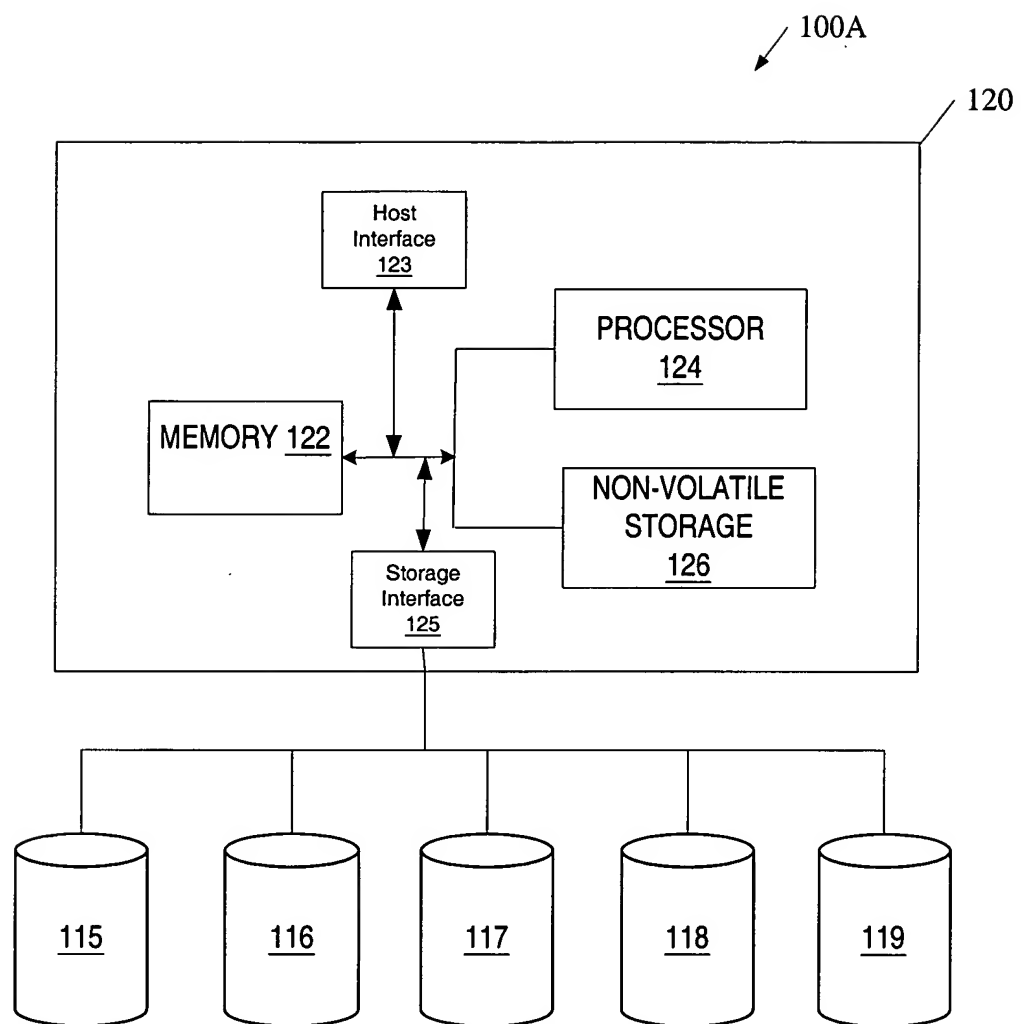 100A
120
Host
Interface
123
PROCESSOR
124
MEMORY 122
NON-VOLATILE
STORAGE
126
Storage
Interface
125
115
116
117
118
119